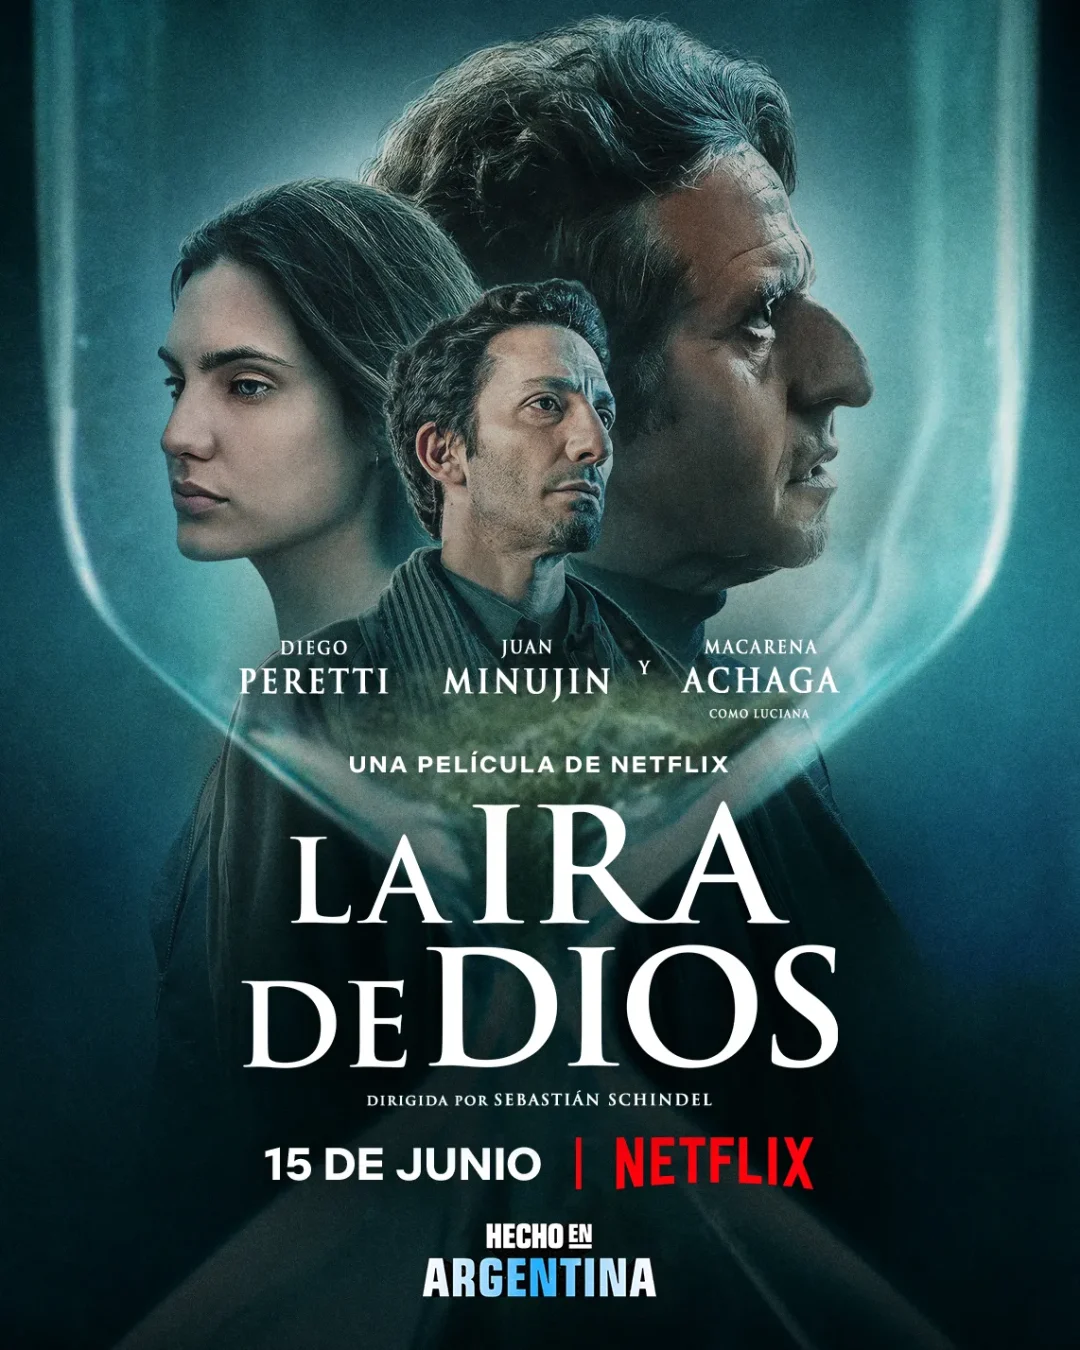 DIEGO
PERETTI
JUAN
MINUJIN
Y
MACARENA
ACHAGA
COMO LUCIANA
UNA PELÍCULA DE NETFLIX
LA IRA
DE DIOS
DIRIGIDA POR SEBASTIÁN SCHINDEL
15 DE JUNIO | NETFLIX
HECHO EN
ARGENTINA